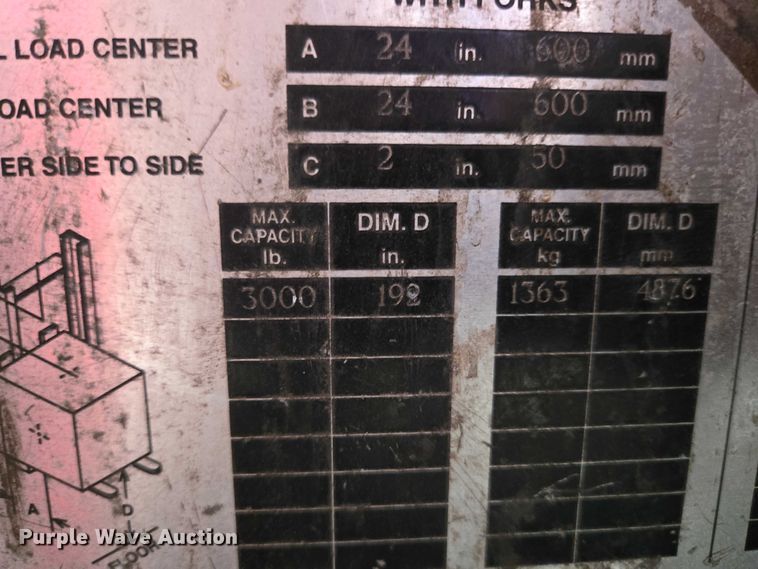 WITH FORKS
L LOAD CENTER A 24 in. 600 mm
OAD CENTER B 24 in. 600 mm
ER SIDE TO SIDE C 2 in. 50 mm
MAX. CAPACITY lb. DIM. D in. MAX. CAPACITY kg DIM. D mm
3000 192 1363 4876
A D
FLOOR
Purple Wave Auction